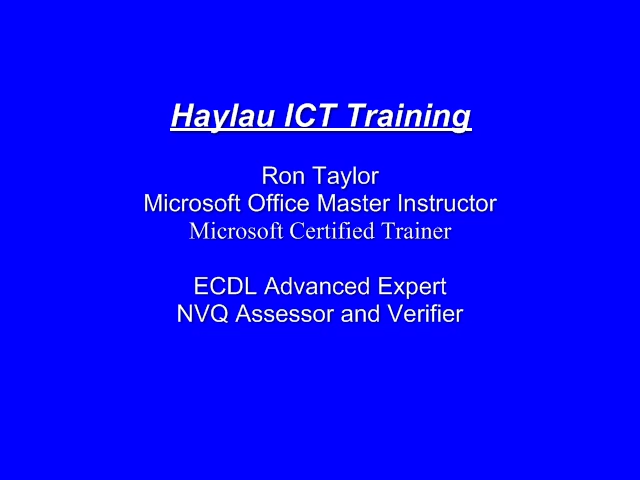 Haylau ICT Training
Ron Taylor
Microsoft Office Master Instructor
Microsoft Certified Trainer
ECDL Advanced Expert
NVQ Assessor and Verifier